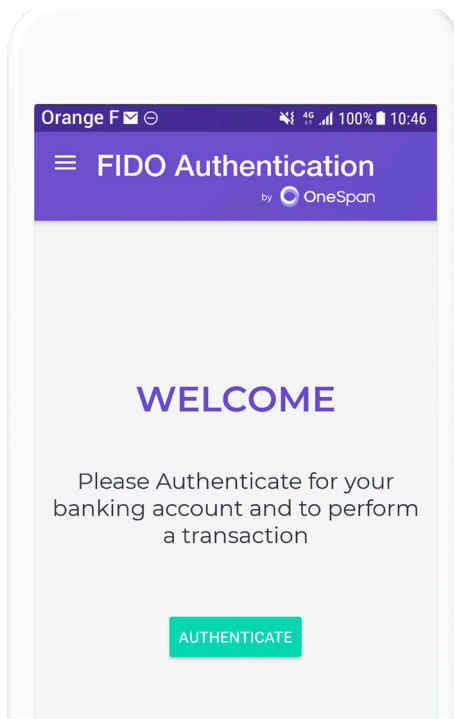 Orange F 4G 100% 10:46
FIDO Authentication
by OneSpan
WELCOME
Please Authenticate for your
banking account and to perform
a transaction
AUTHENTICATE